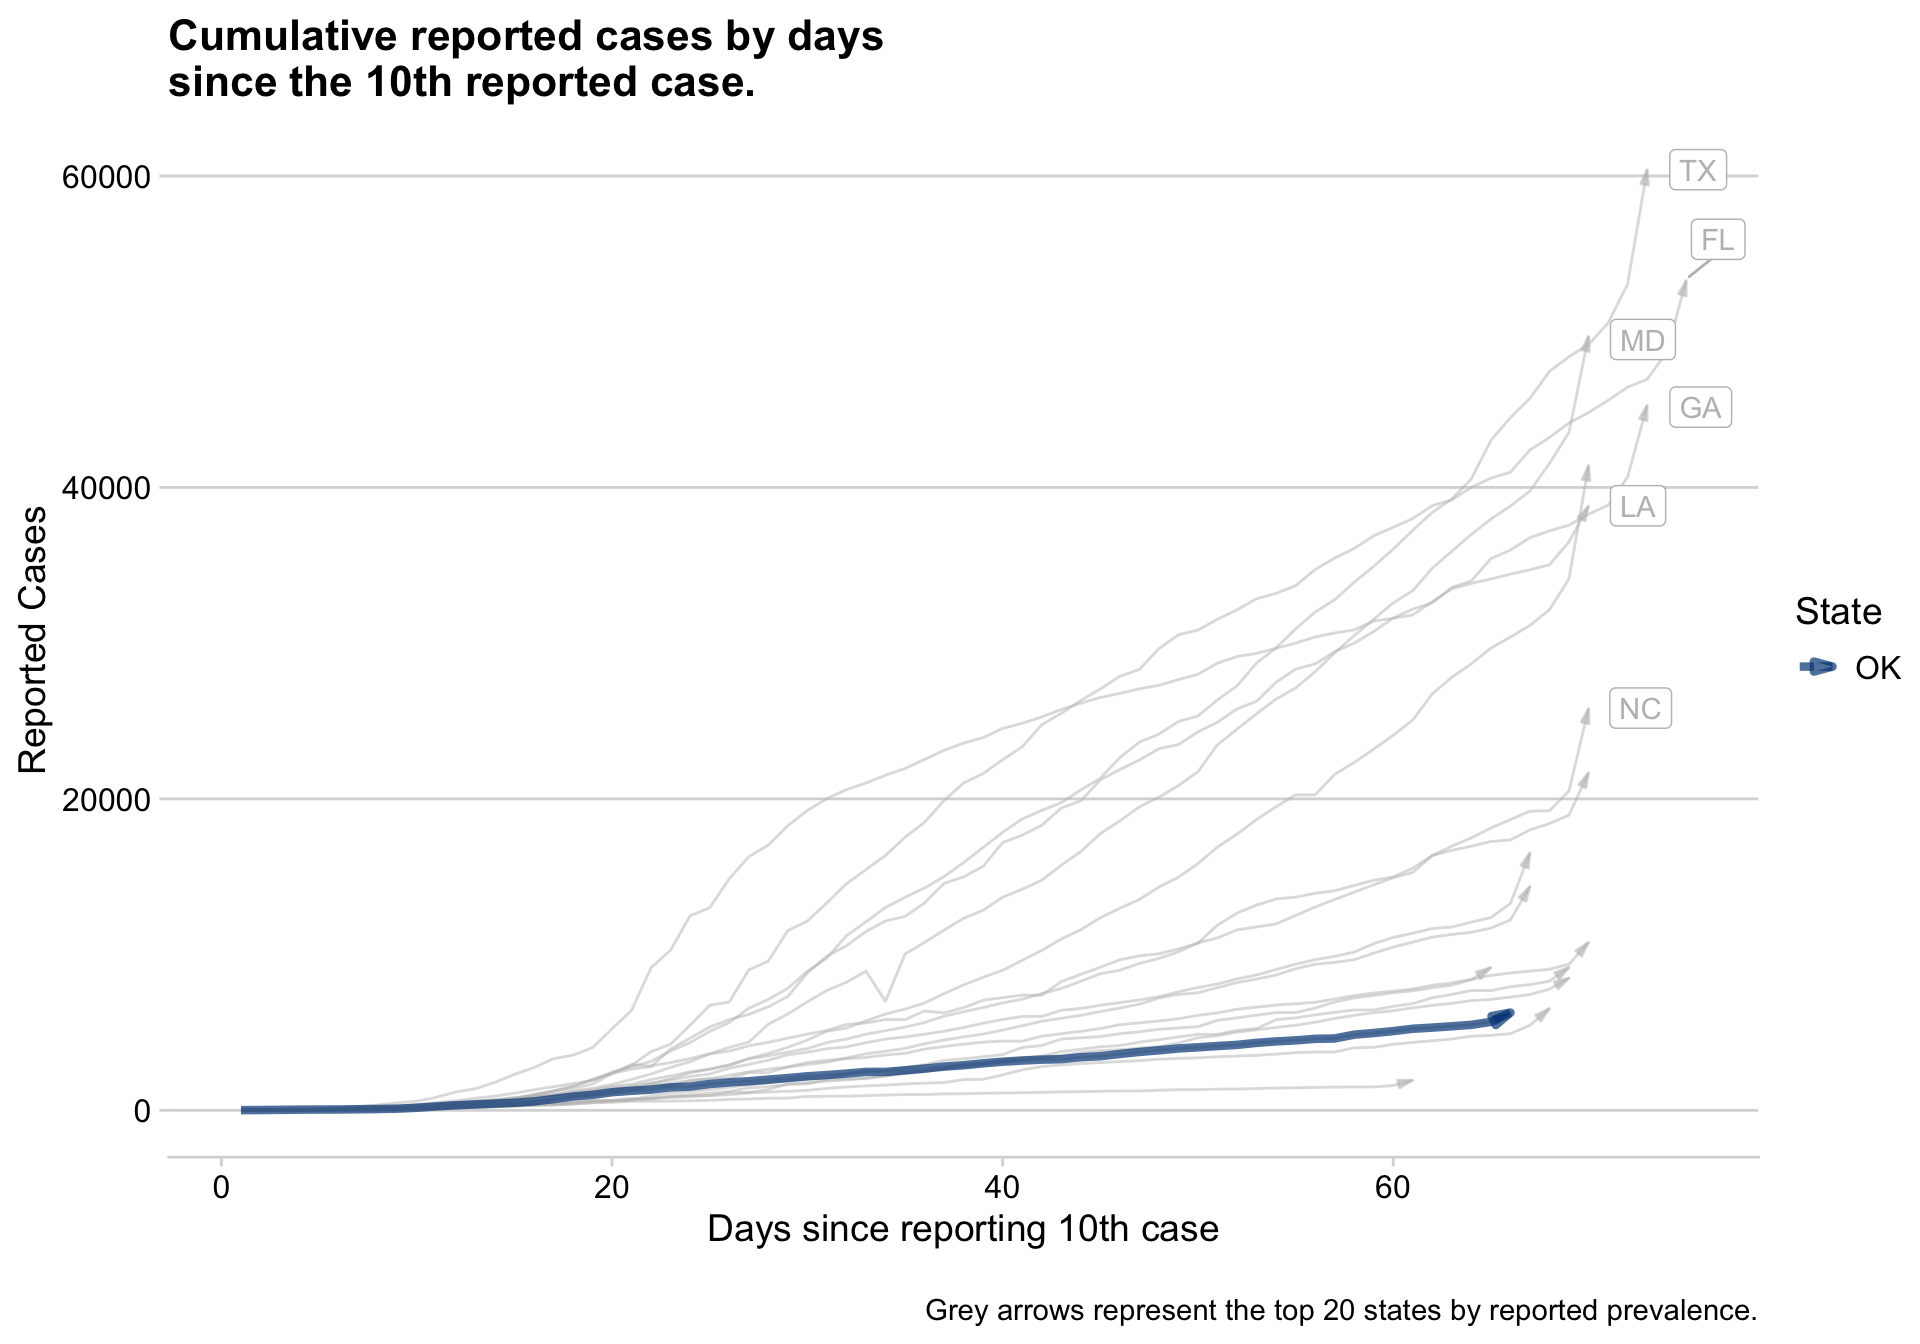 Cumulative reported cases by days
since the 10th reported case.
60000
40000
20000
0
Reported Cases
TX
FL
MD
GA
LA
NC
State
OK
0 20 40 60
Days since reporting 10th case
Grey arrows represent the top 20 states by reported prevalence.